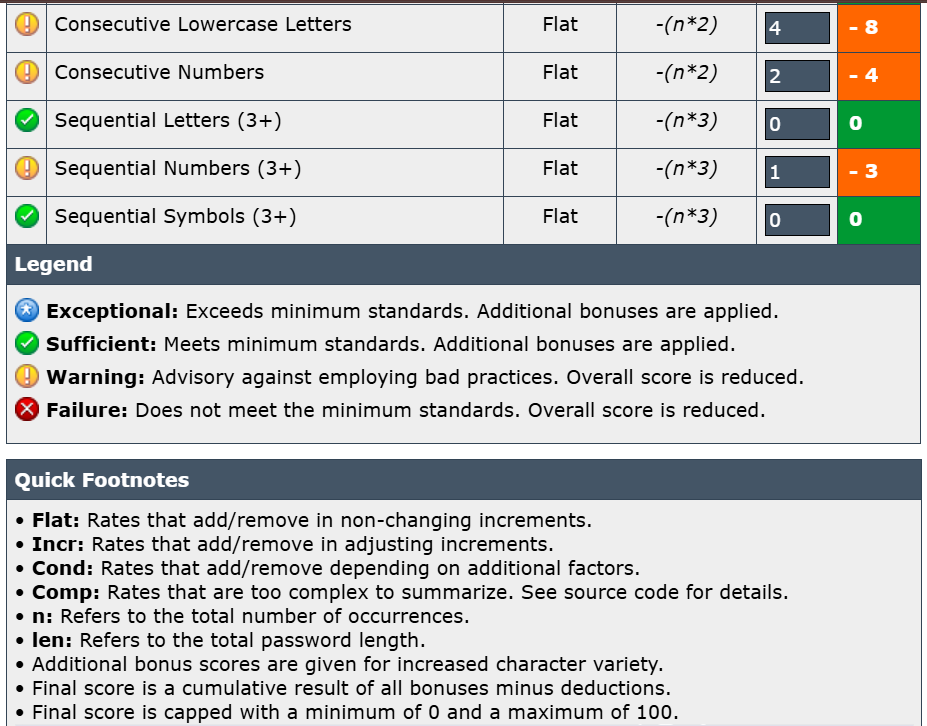 Consecutive Lowercase Letters Flat -(n*2) 4 - 8
Consecutive Numbers Flat -(n*2) 2 - 4
Sequential Letters (3+) Flat -(n*3) 0 0
Sequential Numbers (3+) Flat -(n*3) 1 - 3
Sequential Symbols (3+) Flat -(n*3) 0 0
Legend
Exceptional: Exceeds minimum standards. Additional bonuses are applied.
Sufficient: Meets minimum standards. Additional bonuses are applied.
Warning: Advisory against employing bad practices. Overall score is reduced.
Failure: Does not meet the minimum standards. Overall score is reduced.
Quick Footnotes
• Flat: Rates that add/remove in non-changing increments.
• Incr: Rates that add/remove in adjusting increments.
• Cond: Rates that add/remove depending on additional factors.
• Comp: Rates that are too complex to summarize. See source code for details.
• n: Refers to the total number of occurrences.
• len: Refers to the total password length.
• Additional bonus scores are given for increased character variety.
• Final score is a cumulative result of all bonuses minus deductions.
• Final score is capped with a minimum of 0 and a maximum of 100.